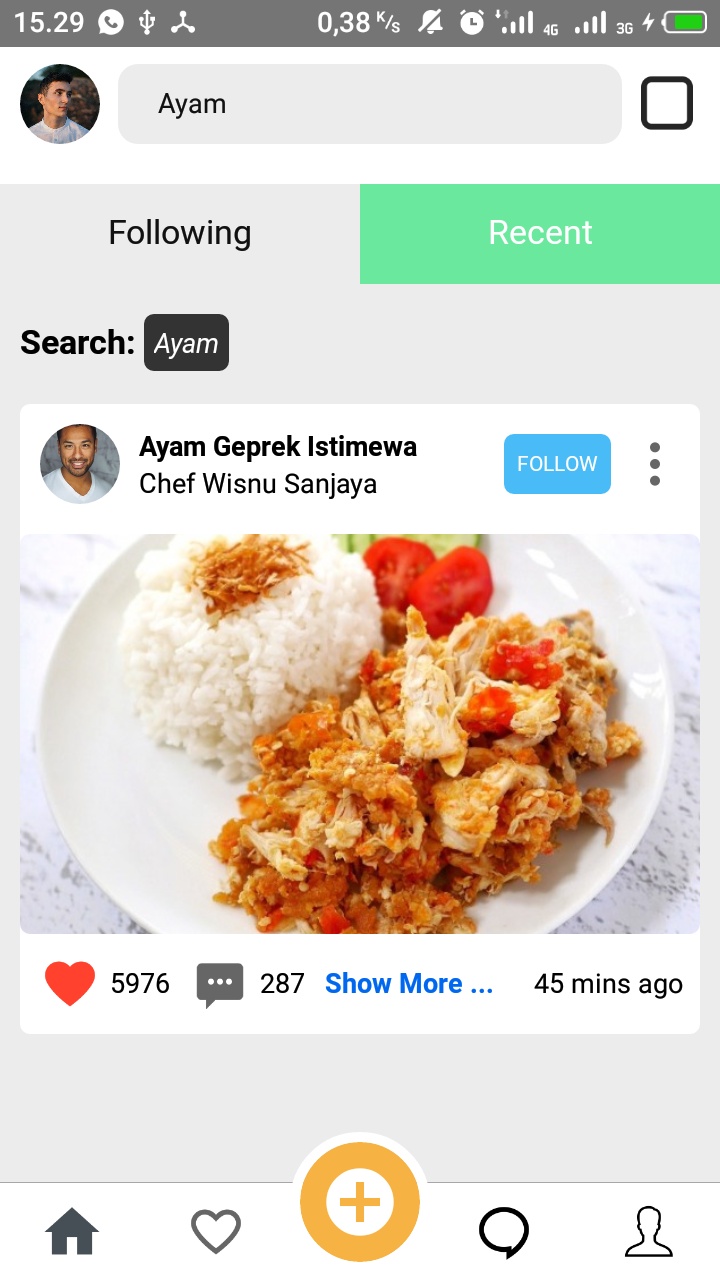 15.29
0,38 K/s
4G
3G
Ayam
Following
Recent
Search: Ayam
Ayam Geprek Istimewa
Chef Wisnu Sanjaya
FOLLOW
5976
287
Show More ...
45 mins ago